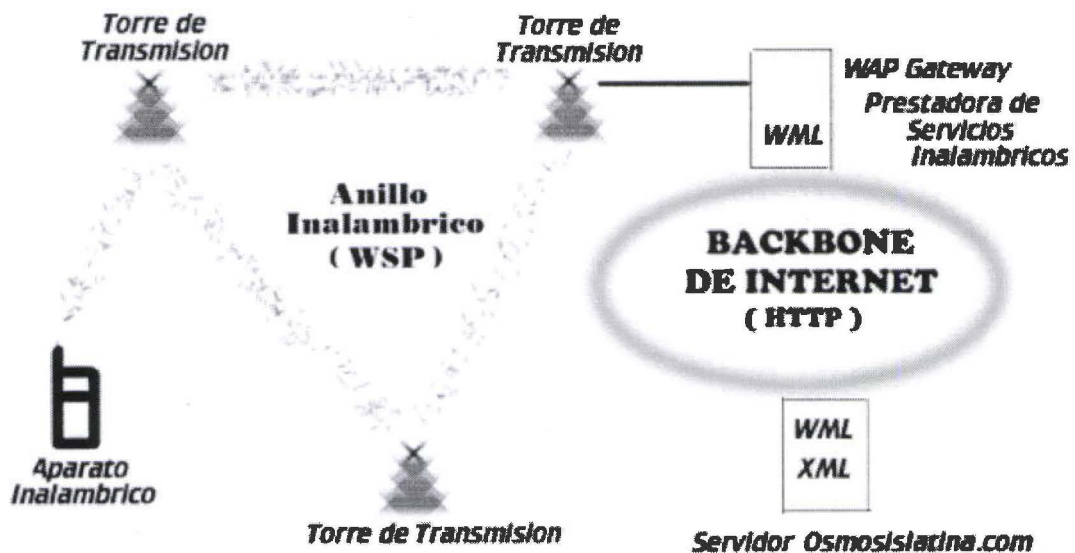 Torre de
Transmision
Torre de
Transmision
WAP Gateway
Prestadora de
Servicios
Inalambricos
WML
Anillo
Inalambrico
( WSP )
BACKBONE
DE INTERNET
( HTTP )
Aparato
Inalambrico
Torre de Transmision
WML
XML
Servidor Osmosislatina.com